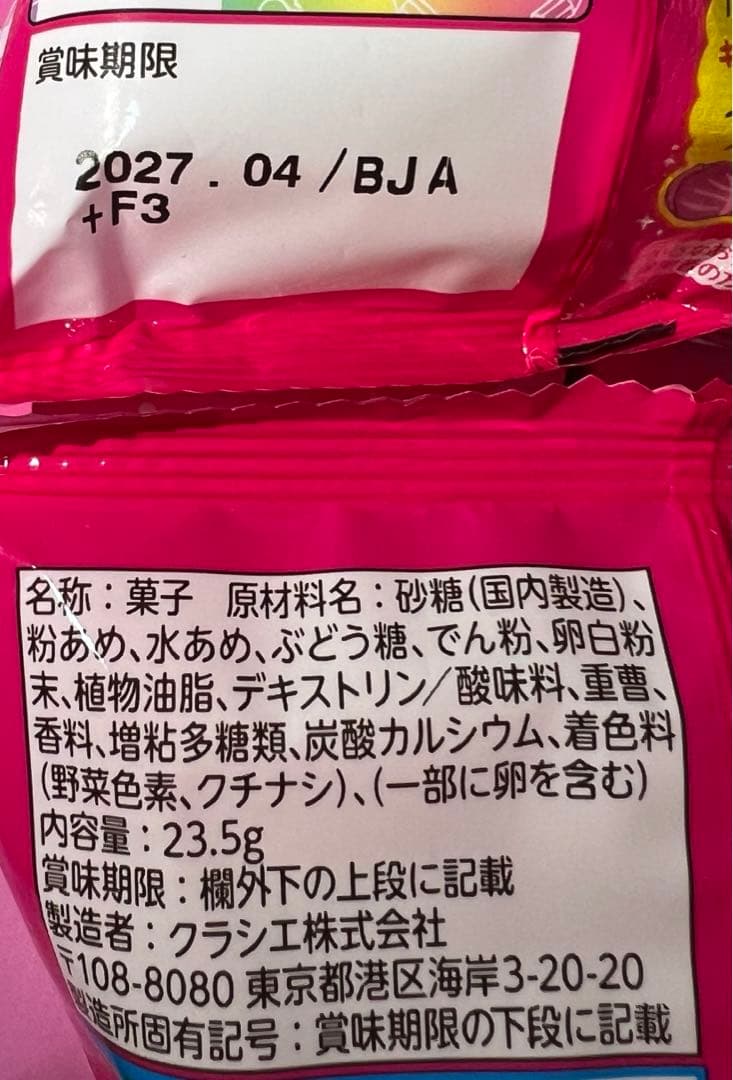 賞味期限
2027. 04 /BJA
+F3
名称：菓子　原材料名：砂糖(国内製造)、
粉あめ、水あめ、ぶどう糖、でん粉、卵白粉
末、植物油脂、デキストリン／酸味料、重曹、
香料、増粘多糖類、炭酸カルシウム、着色料
(野菜色素、クチナシ)、(一部に卵を含む)
内容量：23.5g
賞味期限：欄外下の上段に記載
製造者：クラシエ株式会社
〒108-8080 東京都港区海岸3-20-20
製造所固有記号：賞味期限の下段に記載